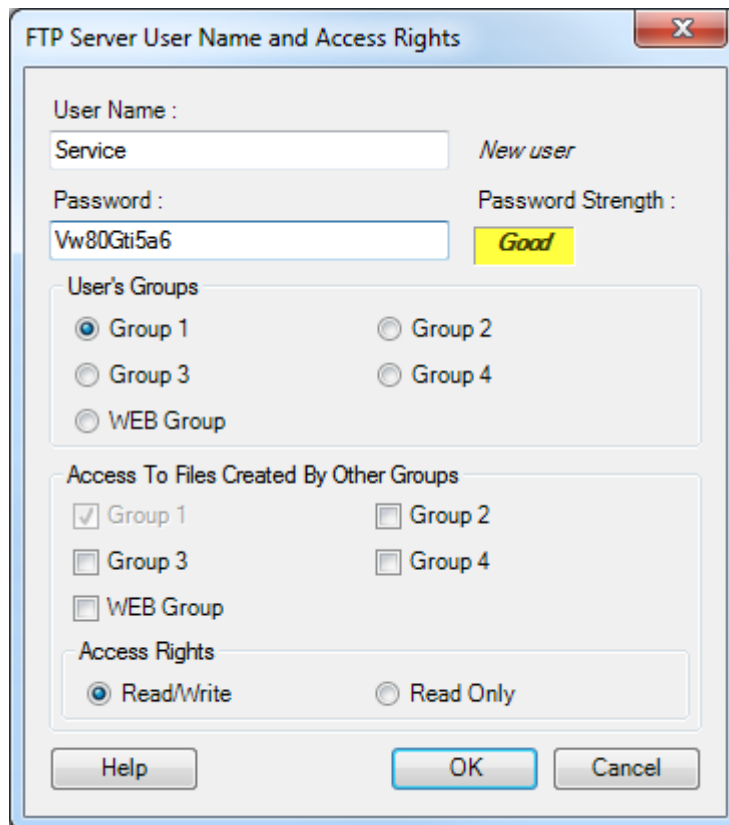 FTP Server User Name and Access Rights
User Name :
Service New user
Password : Password Strength :
Vw80Gti5a6 Good
User's Groups
Group 1 Group 2
Group 3 Group 4
WEB Group
Access To Files Created By Other Groups
Group 1 Group 2
Group 3 Group 4
WEB Group
Access Rights
Read/Write Read Only
Help OK Cancel